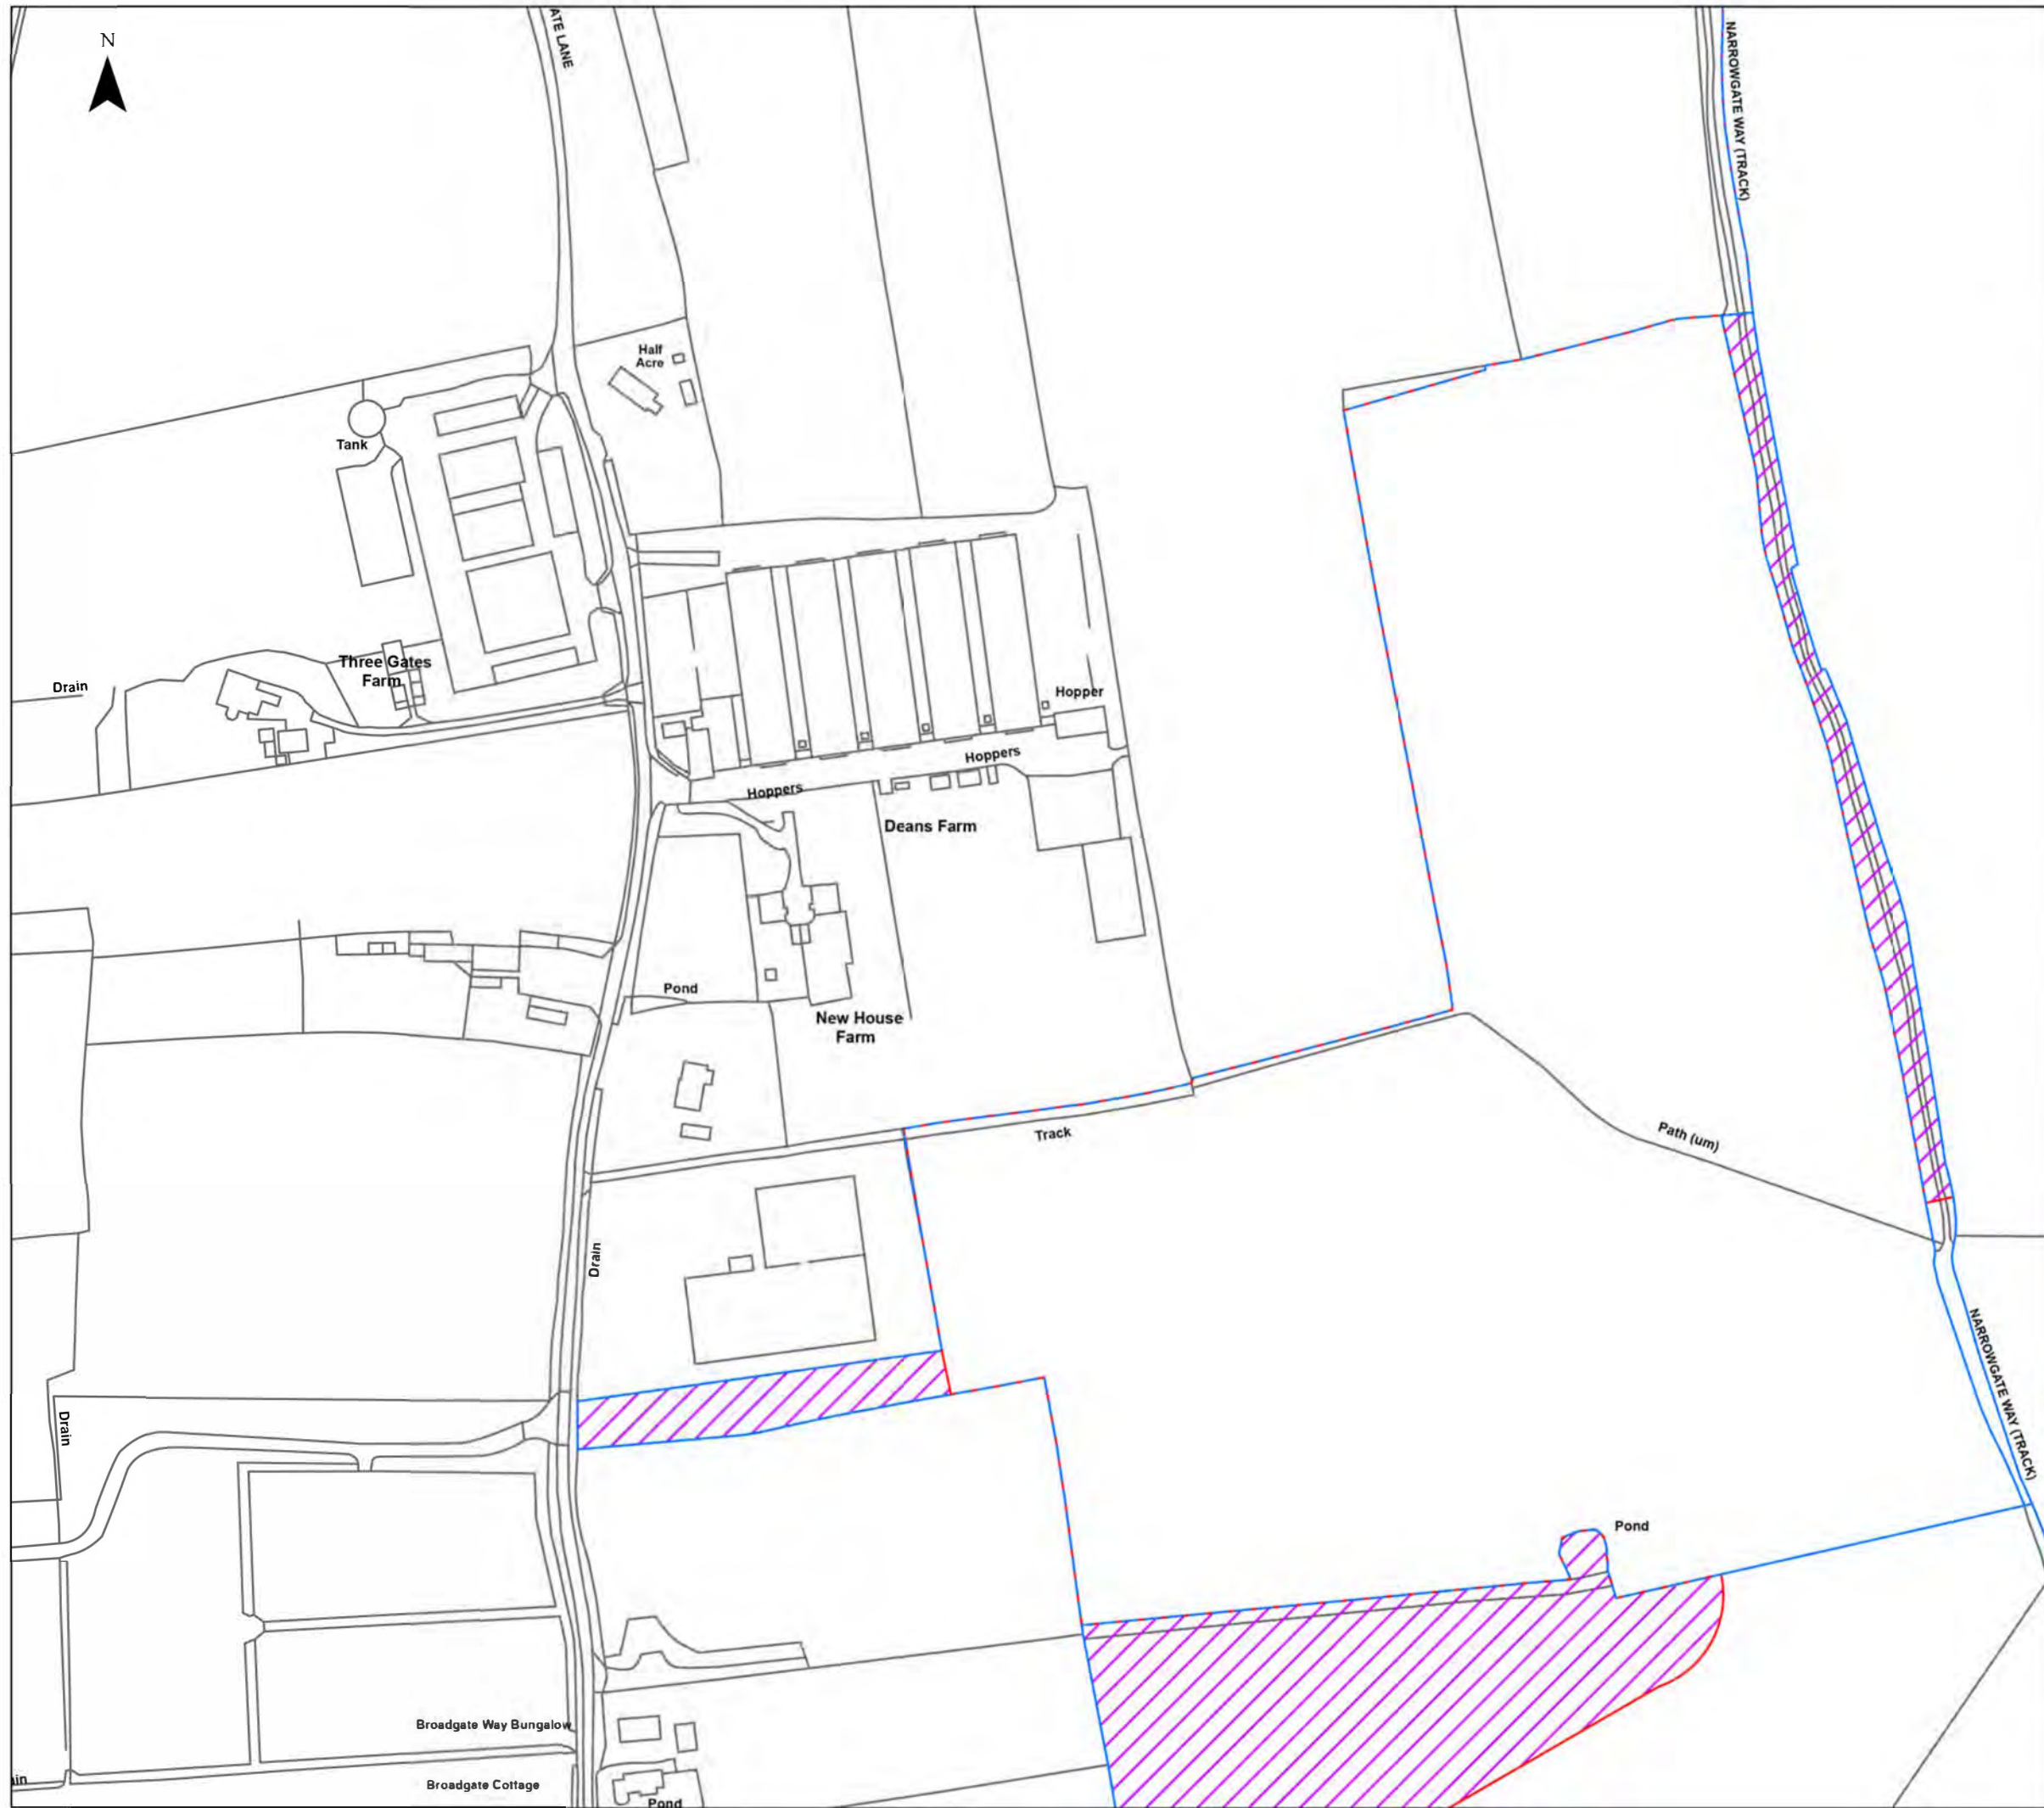 N
ATE LANE
NARROWGATE WAY (TRACK)
Half
Acre
Tank
Three Gates
Farm
Drain
Hopper
Hoppers
Hoppers
Deans Farm
Pond
New House
Farm
Track
Path (um)
Drain
NARROWGATE WAY (TRACK)
Drain
Pond
Broadgate Way Bungalow
ain
Broadgate Cottage
Pond